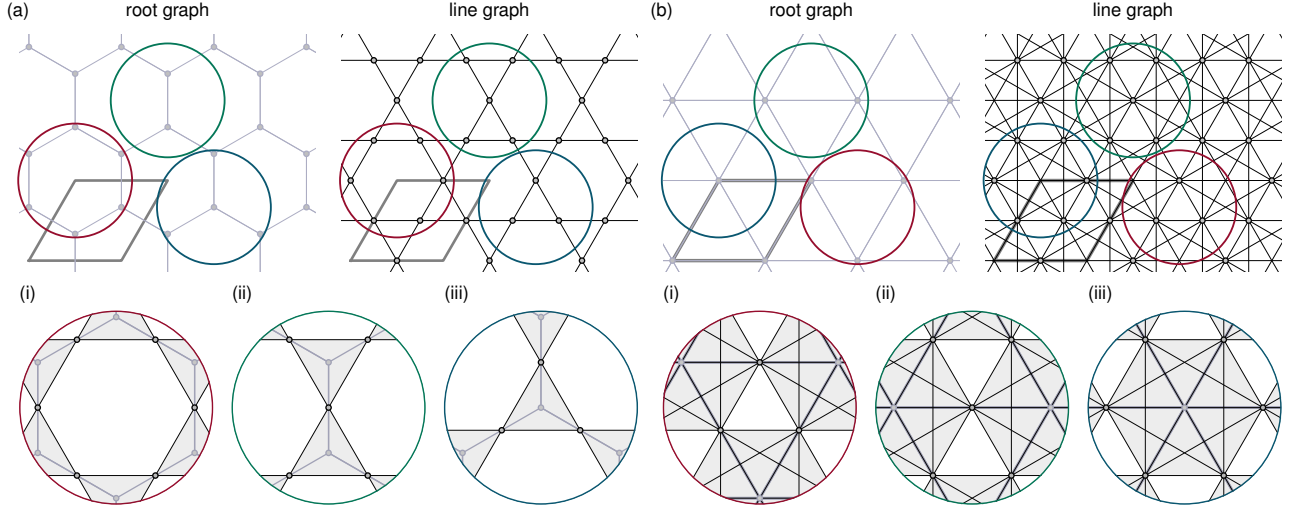 (a) root graph line graph (b) root graph line graph
(i) (ii) (iii) (i) (ii) (iii)